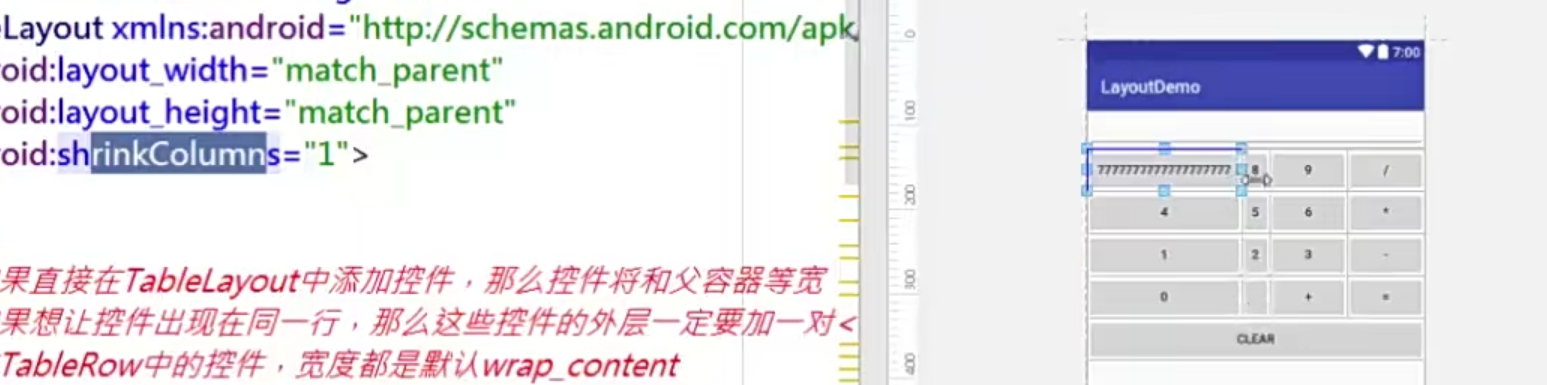 eLayout xmlns:android="http://schemas.android.com/apk
oid:layout_width="match_parent"
oid:layout_height="match_parent"
oid:shrinkColumns="1">
果直接在TableLayout中添加控件，那么控件将和父容器等宽
果想让控件出现在同一行，那么这些控件的外层一定要加一对<
TableRow中的控件，宽度都是默认wrap_content
0
100
200
300
400
7:00
LayoutDemo
7777777777777777777 8 9 /
4 5 6 *
1 2 3 -
0 . + =
CLEAR